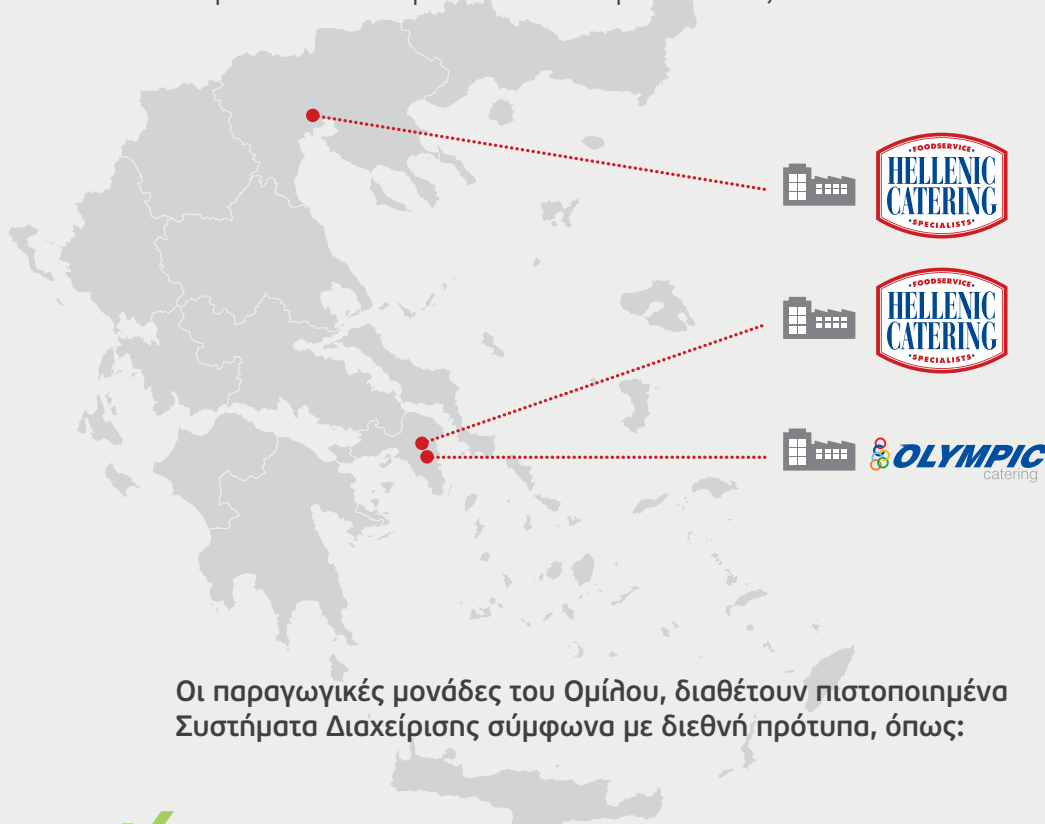 ·FOODSERVICE·
HELLENIC
CATERING
·SPECIALISTS·
·FOODSERVICE·
HELLENIC
CATERING
·SPECIALISTS·
OLYMPIC
catering
Οι παραγωγικές μονάδες του Ομίλου, διαθέτουν πιστοποιημένα
Συστήματα Διαχείρισης σύμφωνα με διεθνή πρότυπα, όπως: